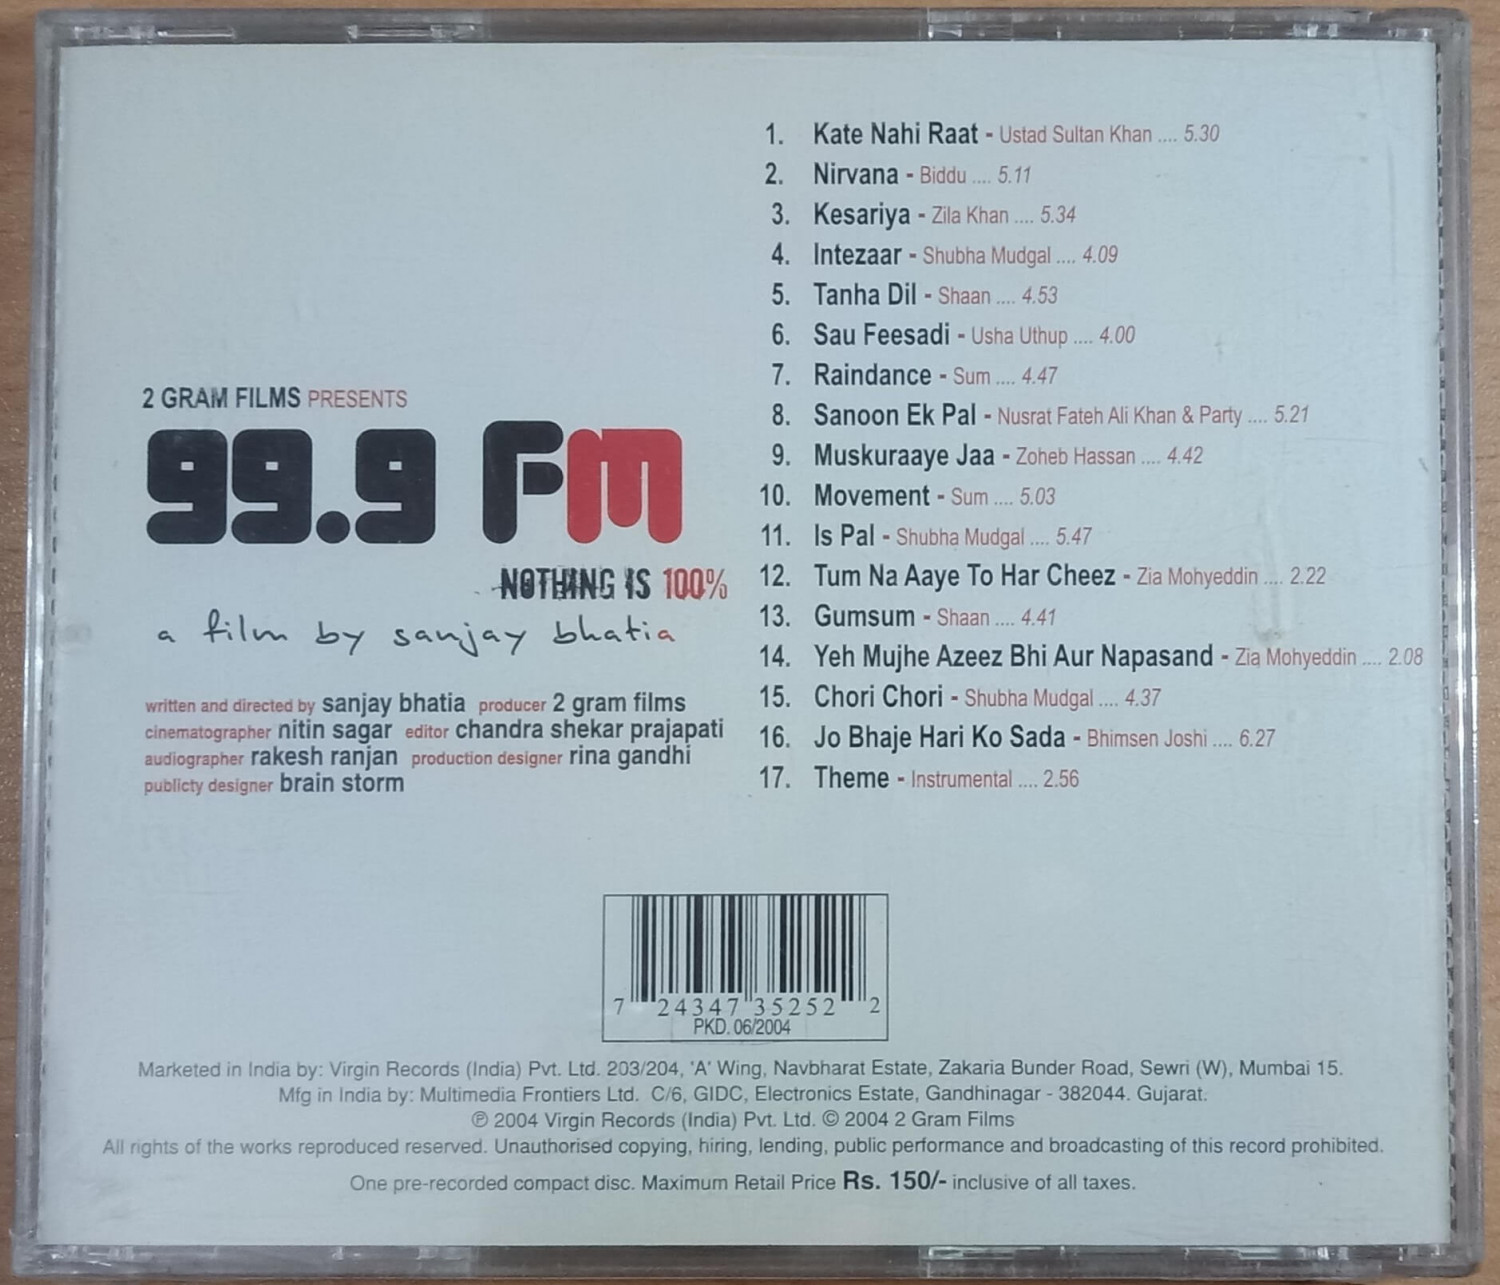 2 GRAM FILMS PRESENTS
99.9 FM
NOTHING IS 100%
a film by sanjay bhatia
written and directed by sanjay bhatia producer 2 gram films
cinematographer nitin sagar editor chandra shekar prajapati
audiographer rakesh ranjan production designer rina gandhi
publicty designer brain storm
1. Kate Nahi Raat - Ustad Sultan Khan .... 5.30
2. Nirvana - Biddu .... 5.11
3. Kesariya - Zila Khan .... 5.34
4. Intezaar - Shubha Mudgal .... 4.09
5. Tanha Dil - Shaan .... 4.53
6. Sau Feesadi - Usha Uthup .... 4.00
7. Raindance - Sum .... 4.47
8. Sanoon Ek Pal - Nusrat Fateh Ali Khan & Party .... 5.21
9. Muskuraaye Jaa - Zoheb Hassan .... 4.42
10. Movement - Sum .... 5.03
11. Is Pal - Shubha Mudgal .... 5.47
12. Tum Na Aaye To Har Cheez - Zia Mohyeddin .... 2.22
13. Gumsum - Shaan .... 4.41
14. Yeh Mujhe Azeez Bhi Aur Napasand - Zia Mohyeddin .... 2.08
15. Chori Chori - Shubha Mudgal .... 4.37
16. Jo Bhaje Hari Ko Sada - Bhimsen Joshi .... 6.27
17. Theme - Instrumental .... 2.56
7 24347 35252 2
PKD. 06/2004
Marketed in India by: Virgin Records (India) Pvt. Ltd. 203/204, 'A' Wing, Navbharat Estate, Zakaria Bunder Road, Sewri (W), Mumbai 15.
Mfg in India by: Multimedia Frontiers Ltd. C/6, GIDC, Electronics Estate, Gandhinagar - 382044. Gujarat.
℗ 2004 Virgin Records (India) Pvt. Ltd. © 2004 2 Gram Films
All rights of the works reproduced reserved. Unauthorised copying, hiring, lending, public performance and broadcasting of this record prohibited.
One pre-recorded compact disc. Maximum Retail Price Rs. 150/- inclusive of all taxes.